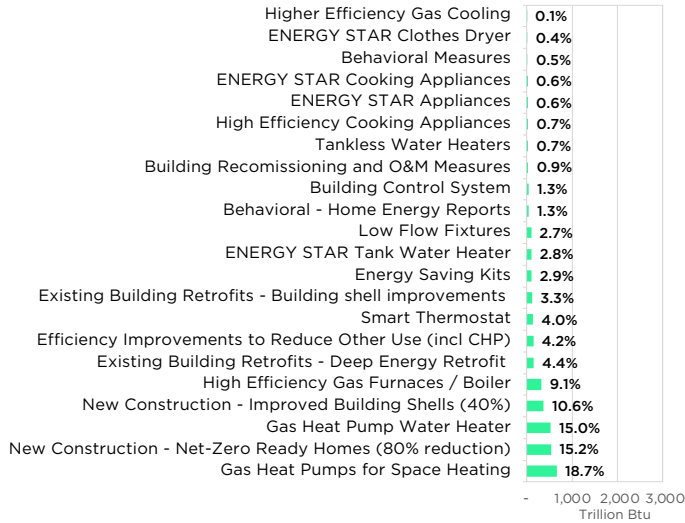 Higher Efficiency Gas Cooling 0.1%
ENERGY STAR Clothes Dryer 0.4%
Behavioral Measures 0.5%
ENERGY STAR Cooking Appliances 0.6%
ENERGY STAR Appliances 0.6%
High Efficiency Cooking Appliances 0.7%
Tankless Water Heaters 0.7%
Building Recomissioning and O&M Measures 0.9%
Building Control System 1.3%
Behavioral - Home Energy Reports 1.3%
Low Flow Fixtures 2.7%
ENERGY STAR Tank Water Heater 2.8%
Energy Saving Kits 2.9%
Existing Building Retrofits - Building shell improvements 3.3%
Smart Thermostat 4.0%
Efficiency Improvements to Reduce Other Use (incl CHP) 4.2%
Existing Building Retrofits - Deep Energy Retrofit 4.4%
High Efficiency Gas Furnaces / Boiler 9.1%
New Construction - Improved Building Shells (40%) 10.6%
Gas Heat Pump Water Heater 15.0%
New Construction - Net-Zero Ready Homes (80% reduction) 15.2%
Gas Heat Pumps for Space Heating 18.7%
- 1,000 2,000 3,000
Trillion Btu